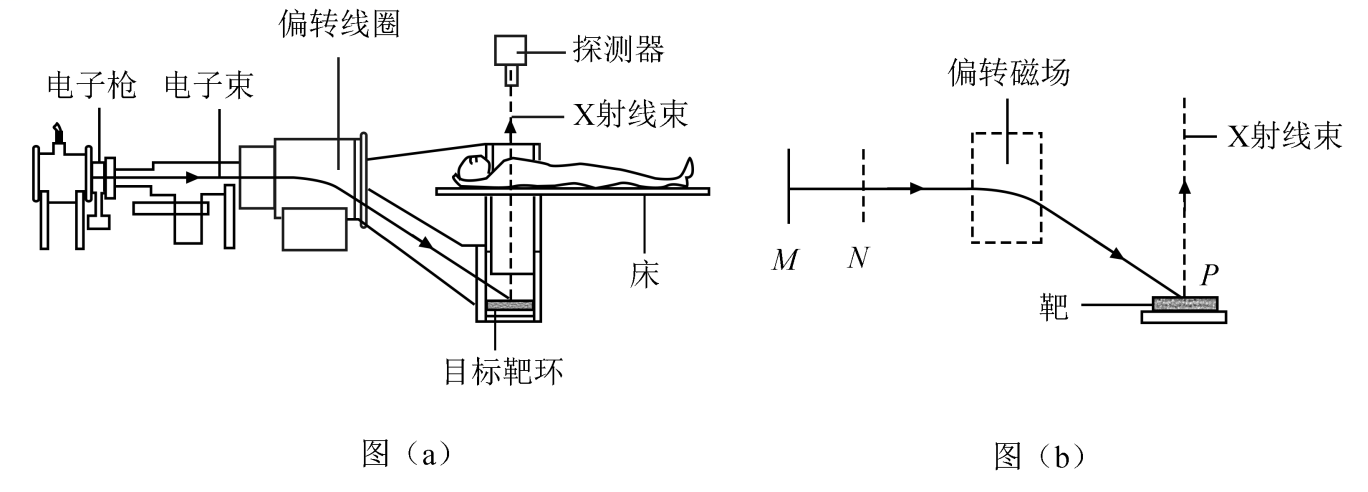 偏转线圈
探测器
电子枪
电子束
X射线束
床
目标靶环
图（a）
偏转磁场
X射线束
M
N
P
靶
图（b）